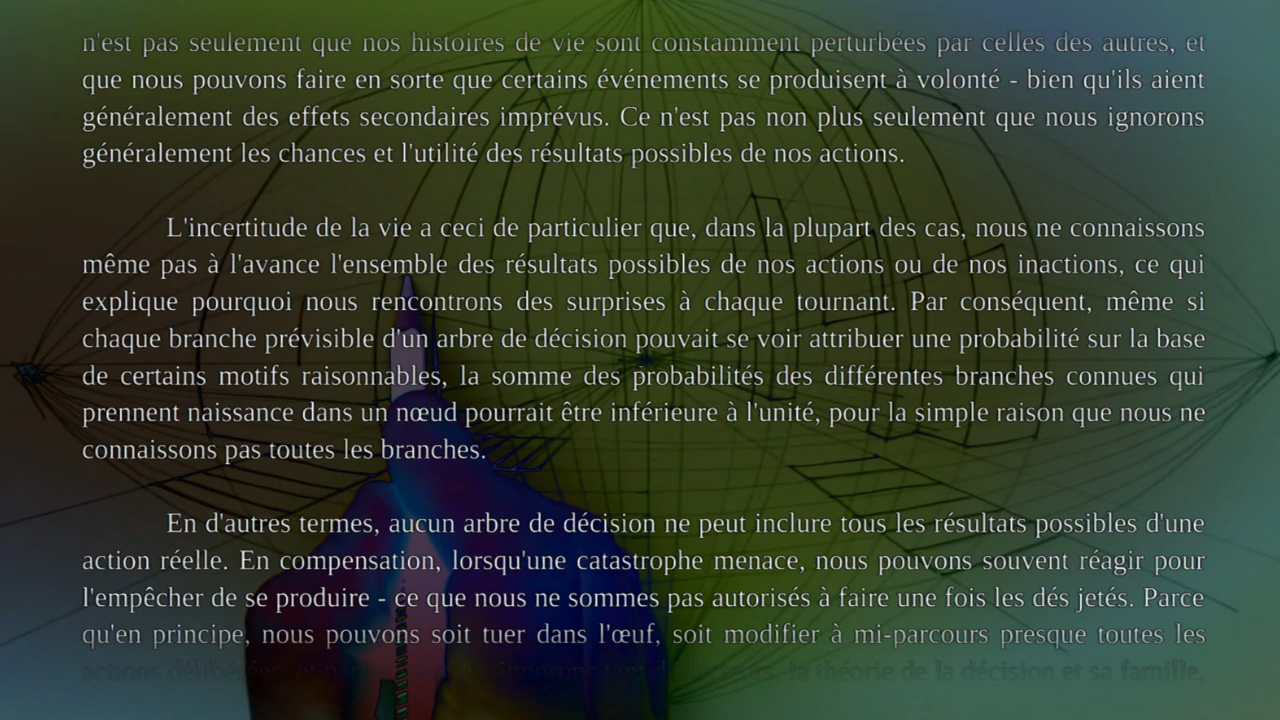 n'est pas seulement que nos histoires de vie sont constamment perturbées par celles des autres, et
que nous pouvons faire en sorte que certains événements se produisent à volonté - bien qu'ils aient
généralement des effets secondaires imprévus. Ce n'est pas non plus seulement que nous ignorons
généralement les chances et l'utilité des résultats possibles de nos actions.
L'incertitude de la vie a ceci de particulier que, dans la plupart des cas, nous ne connaissons
même pas à l'avance l'ensemble des résultats possibles de nos actions ou de nos inactions, ce qui
explique pourquoi nous rencontrons des surprises à chaque tournant. Par conséquent, même si
chaque branche prévisible d'un arbre de décision pouvait se voir attribuer une probabilité sur la base
de certains motifs raisonnables, la somme des probabilités des différentes branches connues qui
prennent naissance dans un nœud pourrait être inférieure à l'unité, pour la simple raison que nous ne
connaissons pas toutes les branches.
En d'autres termes, aucun arbre de décision ne peut inclure tous les résultats possibles d'une
action réelle. En compensation, lorsqu'une catastrophe menace, nous pouvons souvent réagir pour
l'empêcher de se produire - ce que nous ne sommes pas autorisés à faire une fois les dés jetés. Parce
qu'en principe, nous pouvons soit tuer dans l'œuf, soit modifier à mi-parcours presque toutes les
actions délibérées, et ignorons tant la théorie de la décision et sa famille,